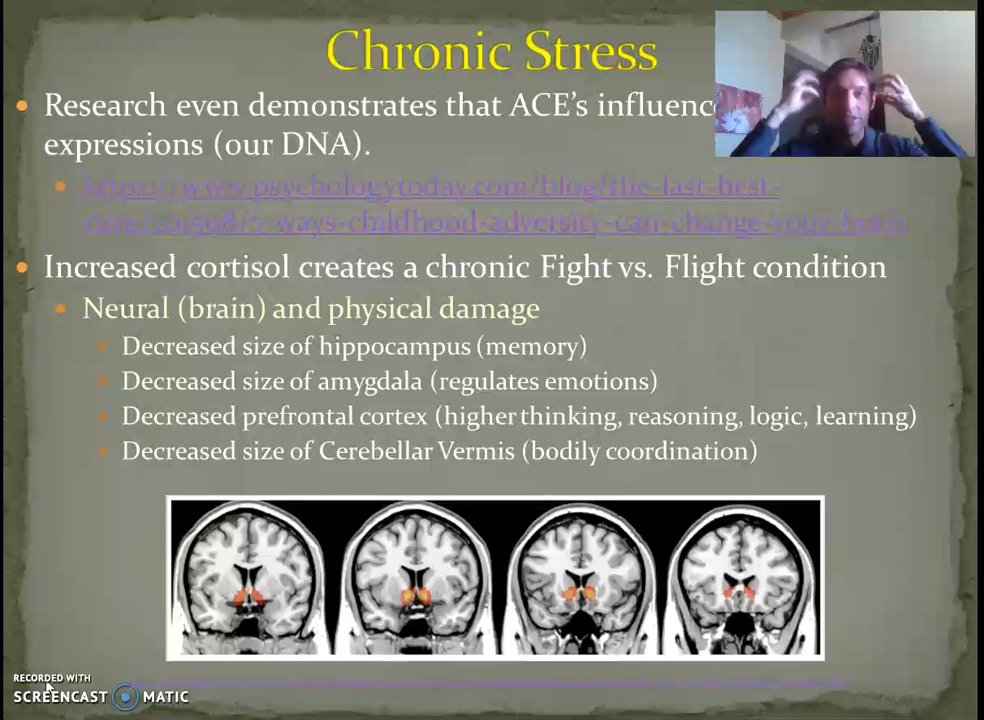 Chronic Stress
Research even demonstrates that ACE's influenc
expressions (our DNA).
https://www.psychologytoday.com/blog/the-last-best-
cure/201508/7-ways-childhood-adversity-can-change-your-brain
Increased cortisol creates a chronic Fight vs. Flight condition
Neural (brain) and physical damage
Decreased size of hippocampus (memory)
Decreased size of amygdala (regulates emotions)
Decreased prefrontal cortex (higher thinking, reasoning, logic, learning)
Decreased size of Cerebellar Vermis (bodily coordination)
RECORDED WITH
SCREENCAST MATIC